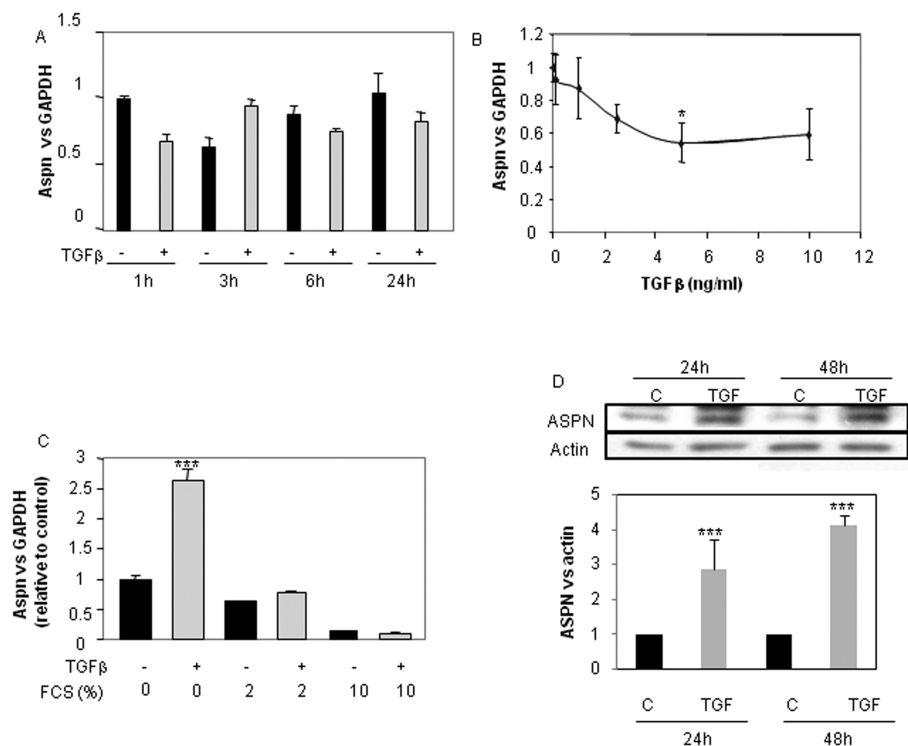 A
Aspn vs GAPDH
1.5
1
0.5
0
TGFβ - + - + - + - +
1h 3h 6h 24h
B
Aspn vs GAPDH
1.2
1
0.8
0.6
0.4
0.2
0
*
0 2 4 6 8 10 12
TGFβ (ng/ml)
C
Aspn vs GAPDH
(relative to control)
3
2.5
2
1.5
1
0.5
0
***
TGFβ - + - + - +
FCS (%) 0 0 2 2 10 10
D
24h 48h
C TGF C TGF
ASPN
Actin
ASPN vs actin
5
4
3
2
1
0
*** ***
C TGF C TGF
24h 48h